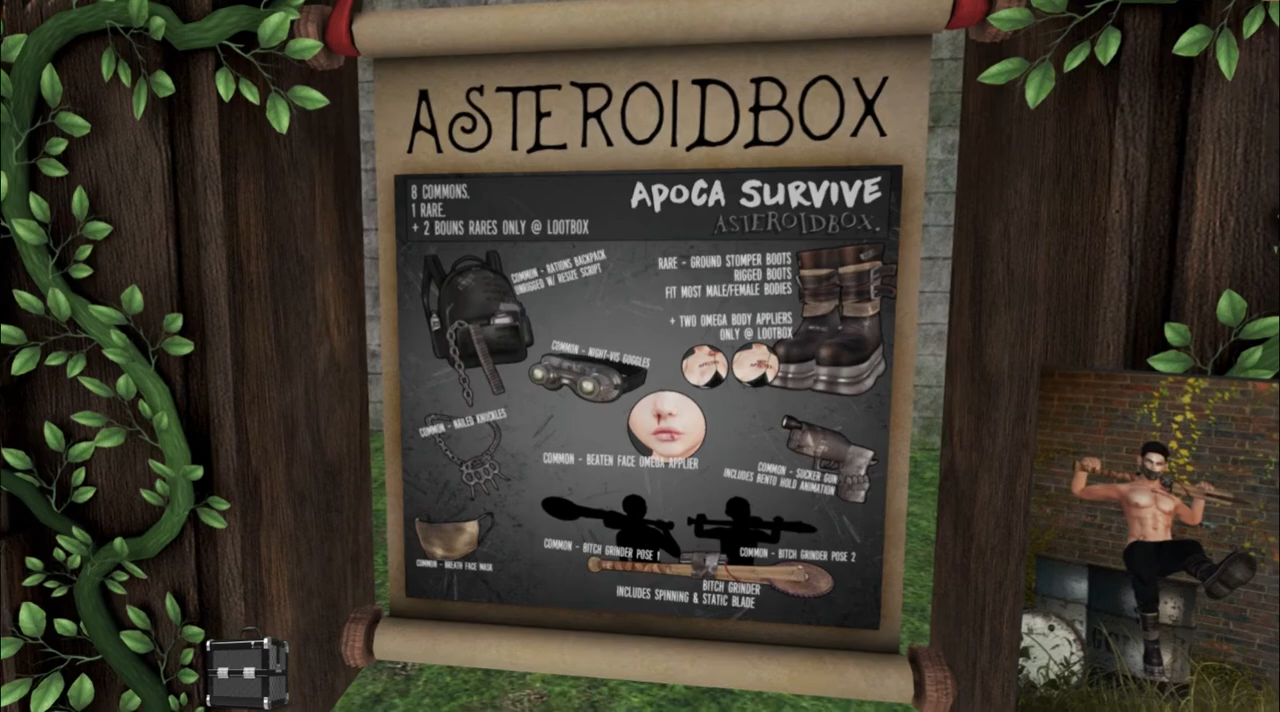 ASTEROIDBOX
8 COMMONS.
1 RARE.
+ 2 BOUNS RARES ONLY @ LOOTBOX
APOCA SURVIVE
ASTEROIDBOX.
COMMON - RATIONS BACKPACK
UNRIGGED W/ RESIZE SCRIPT
RARE - GROUND STOMPER BOOTS
RIGGED BOOTS
FIT MOST MALE/FEMALE BODIES
+ TWO OMEGA BODY APPLIERS
ONLY @ LOOTBOX
COMMON - NIGHT-VIS GOGGLES
COMMON - NAILED KNUCKLES
COMMON - BEATEN FACE OMEGA APPLIER
COMMON - SUCKER GUN
INCLUDES BENTO HOLD ANIMATION
COMMON - BREATH FACE MASK
COMMON - BITCH GRINDER POSE 1
COMMON - BITCH GRINDER POSE 2
BITCH GRINDER
INCLUDES SPINNING & STATIC BLADE